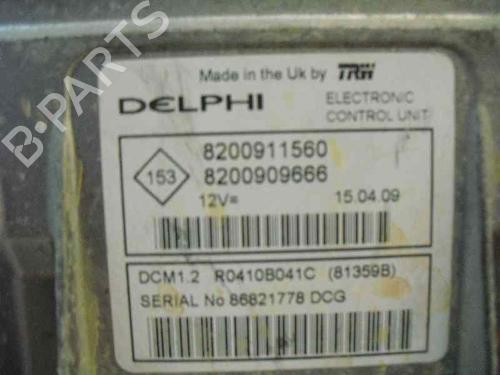 B-PARTS
Made in the Uk by TRW
DELPHI
ELECTRONIC
CONTROL UNIT
153
8200911560
8200909666
12V= 15.04.09
DCM1.2 R0410B041C (81359B)
SERIAL No 86821778 DCG